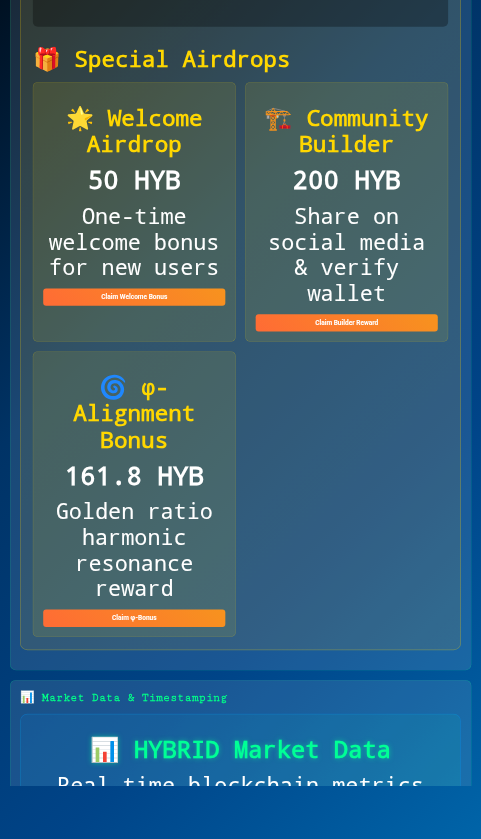 🎁 Special Airdrops
🌟 Welcome
Airdrop
50 HYB
One-time
welcome bonus
for new users
Claim Welcome Bonus
🏗️ Community
Builder
200 HYB
Share on
social media
& verify
wallet
Claim Builder Reward
🌀 φ-
Alignment
Bonus
161.8 HYB
Golden ratio
harmonic
resonance
reward
Claim φ-Bonus
📊 Market Data & Timestamping
📊 HYBRID Market Data
Real-time blockchain metrics